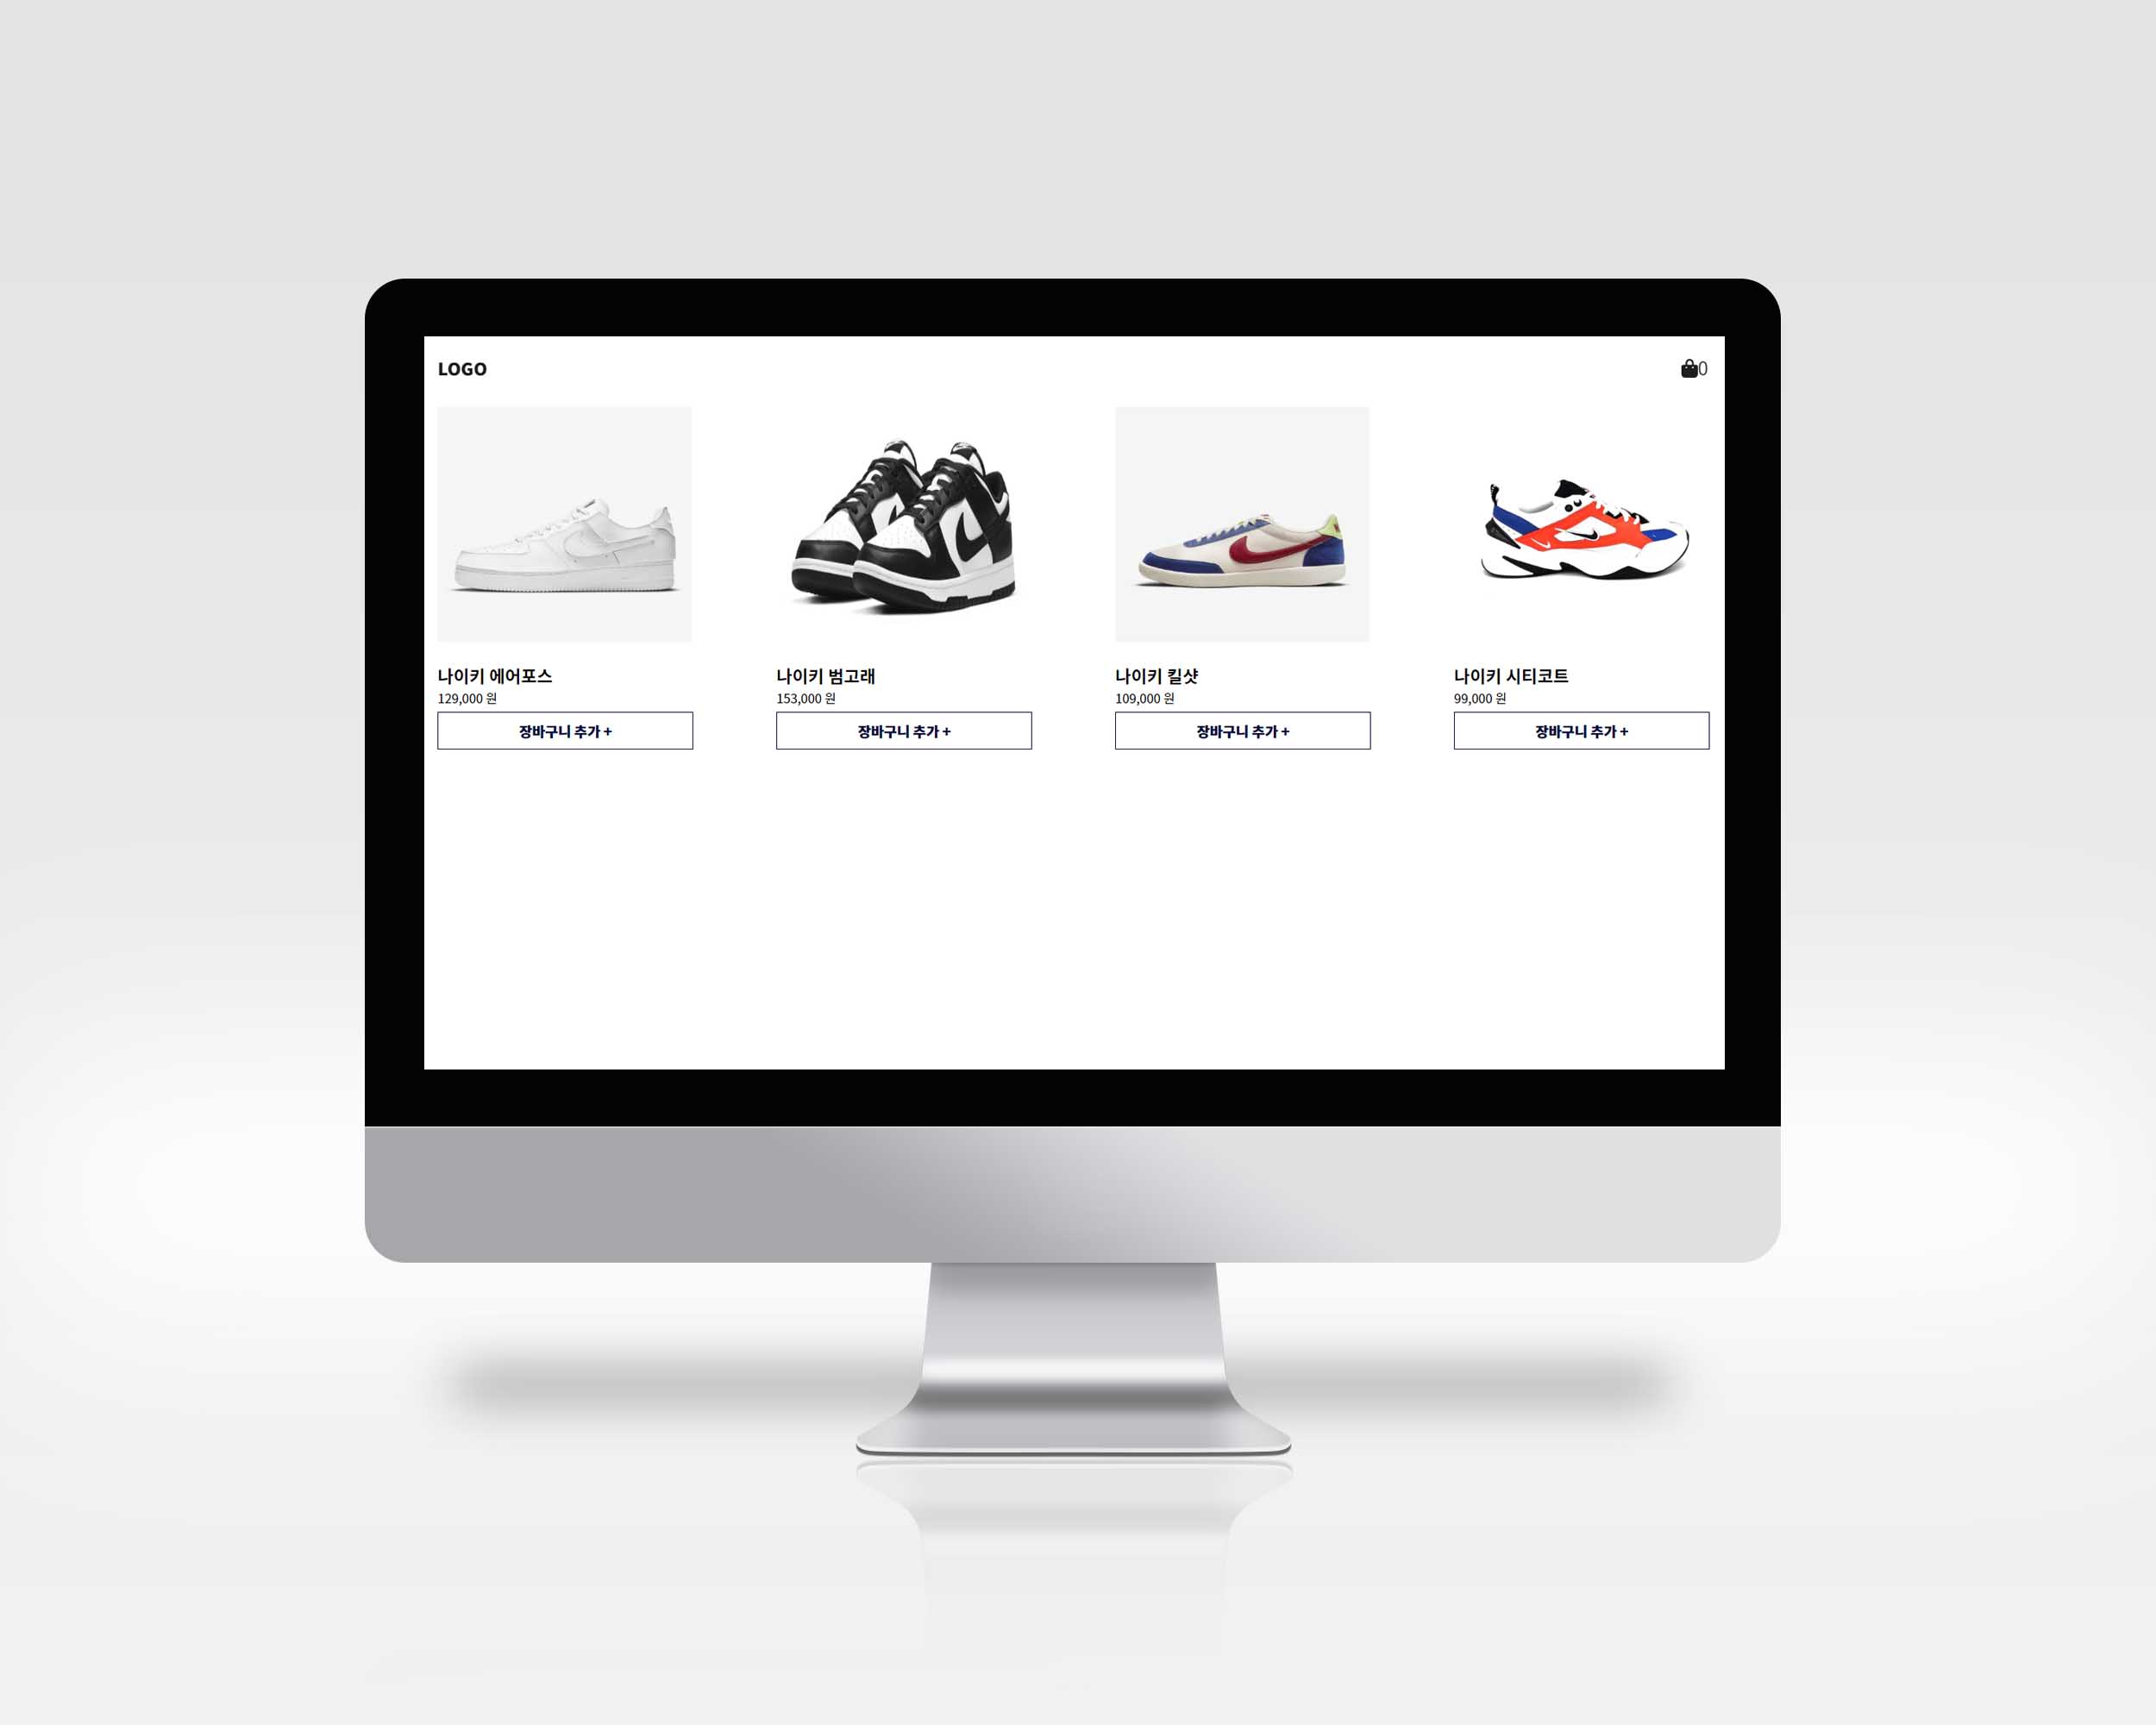 LOGO
0
나이키 에어포스
129,000 원
장바구니 추가 +
나이키 범고래
153,000 원
장바구니 추가 +
나이키 킬샷
109,000 원
장바구니 추가 +
나이키 시티코트
99,000 원
장바구니 추가 +